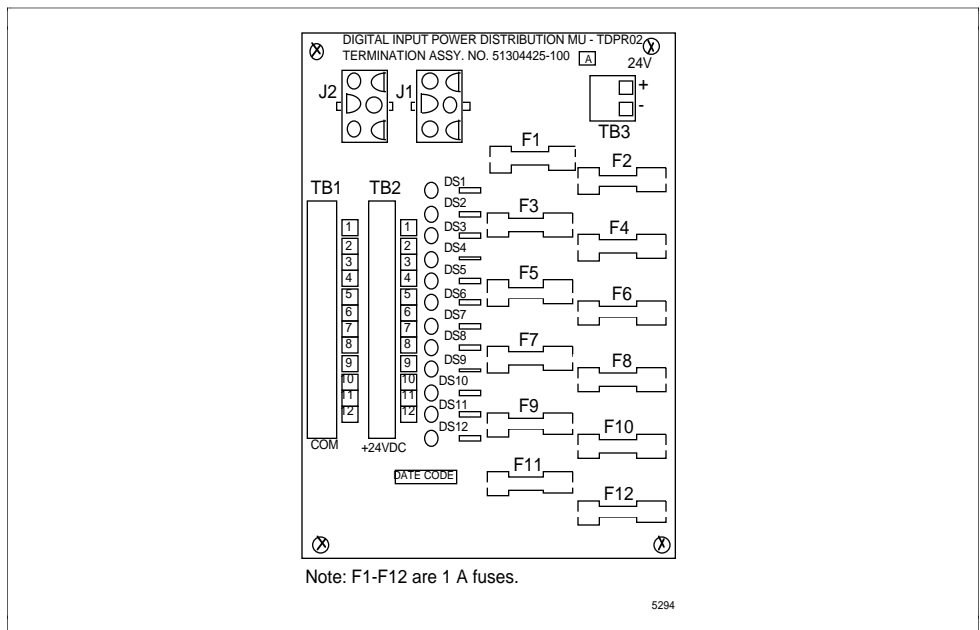 DIGITAL INPUT POWER DISTRIBUTION MU - TDPR02
TERMINATION ASSY. NO. 51304425-100 A
24V
J2 J1
+
-
TB3
F1
F2
TB1 TB2
DS1
DS2
DS3
DS4
DS5
DS6
DS7
DS8
DS9
DS10
DS11
DS12
1 1
2 2
3 3
4 4
5 5
6 6
7 7
8 8
9 9
10 10
11 11
12 12
F3
F4
F5
F6
F7
F8
F9
F10
F11
F12
COM +24VDC
DATE CODE
Note: F1-F12 are 1 A fuses.
5294